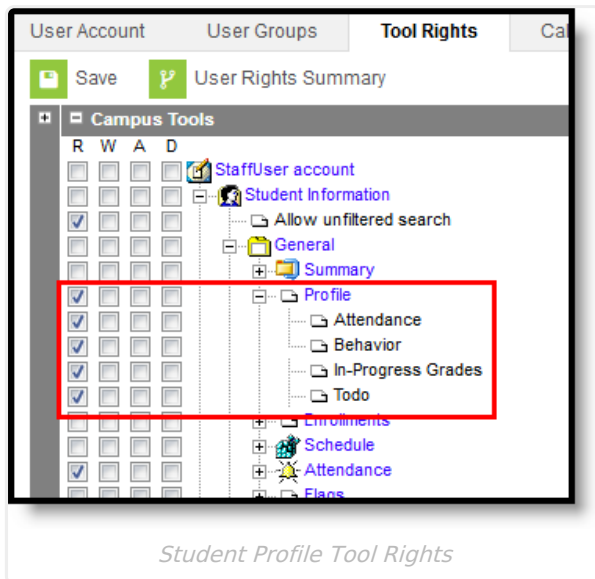 User Account User Groups Tool Rights Cal
Save User Rights Summary
Campus Tools
R W A D
StaffUser account
Student Information
Allow unfiltered search
General
Summary
Profile
Attendance
Behavior
In-Progress Grades
Todo
Enrollments
Schedule
Attendance
Flags
Student Profile Tool Rights